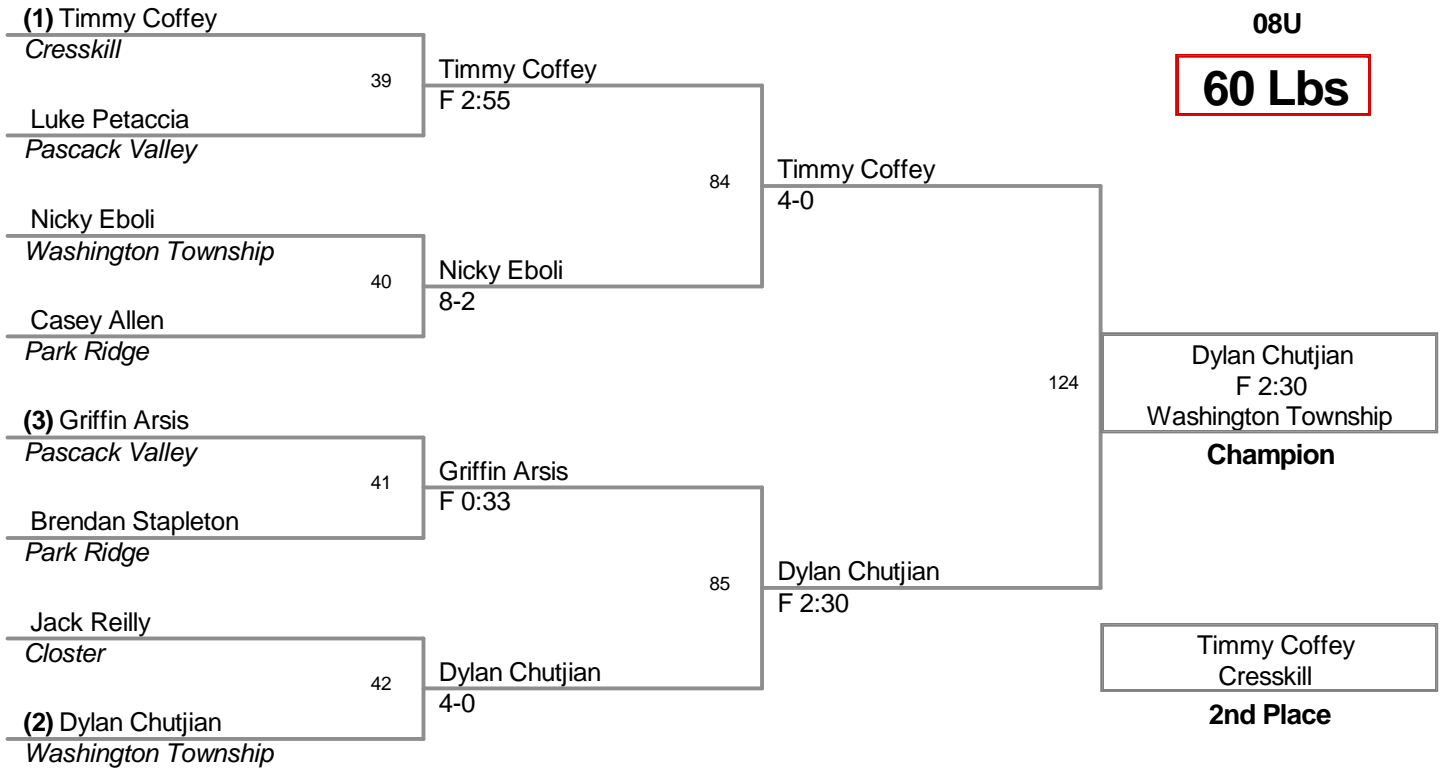 (1) Timmy Coffey
Cresskill
39
Timmy Coffey
F 2:55
Luke Petaccia
Pascack Valley
84
Timmy Coffey
4-0
Nicky Eboli
Washington Township
40
Nicky Eboli
8-2
Casey Allen
Park Ridge
(3) Griffin Arsis
Pascack Valley
41
Griffin Arsis
F 0:33
Brendan Stapleton
Park Ridge
85
Dylan Chutjian
F 2:30
Jack Reilly
Closter
42
Dylan Chutjian
4-0
(2) Dylan Chutjian
Washington Township
08U
60 Lbs
124
Dylan Chutjian
F 2:30
Washington Township
Champion
Timmy Coffey
Cresskill
2nd Place